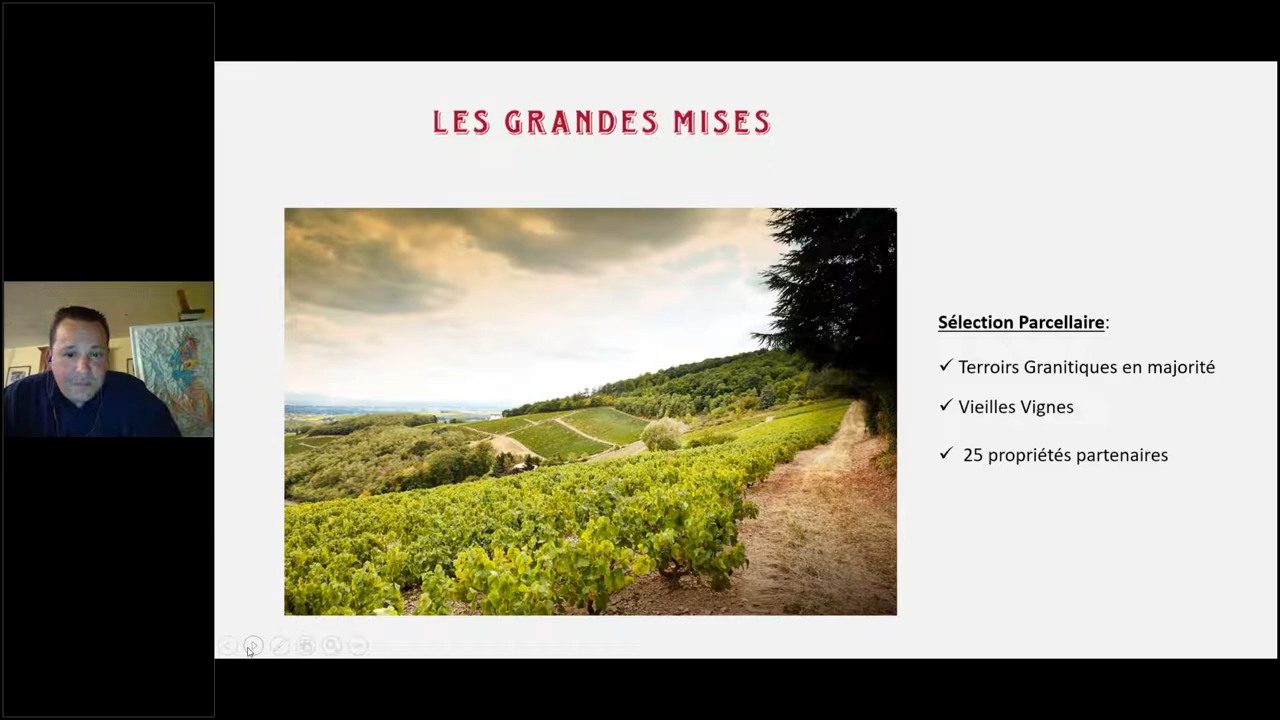 LES GRANDES MISES
Sélection Parcellaire:
✓ Terroirs Granitiques en majorité
✓ Vieilles Vignes
✓ 25 propriétés partenaires